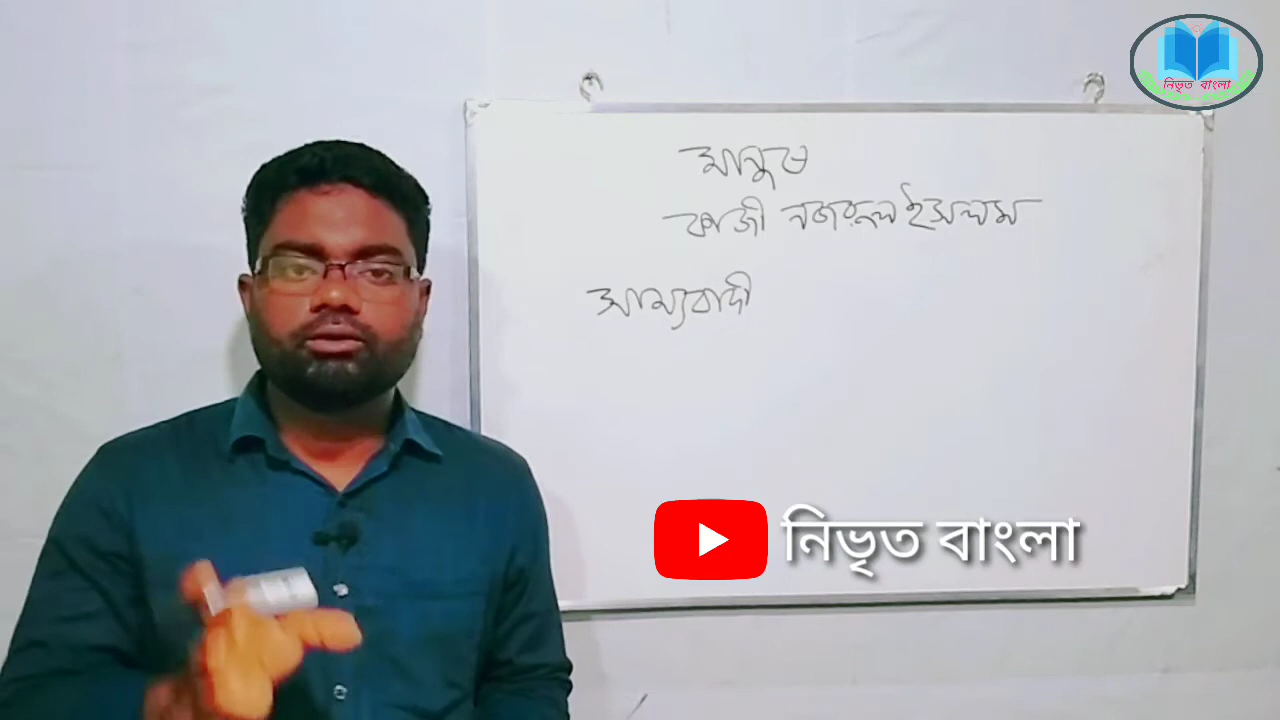 নিভৃত বাংলা
মানুষ
কাজী নজরুল ইসলাম
সাম্যবাদী
নিভৃত বাংলা